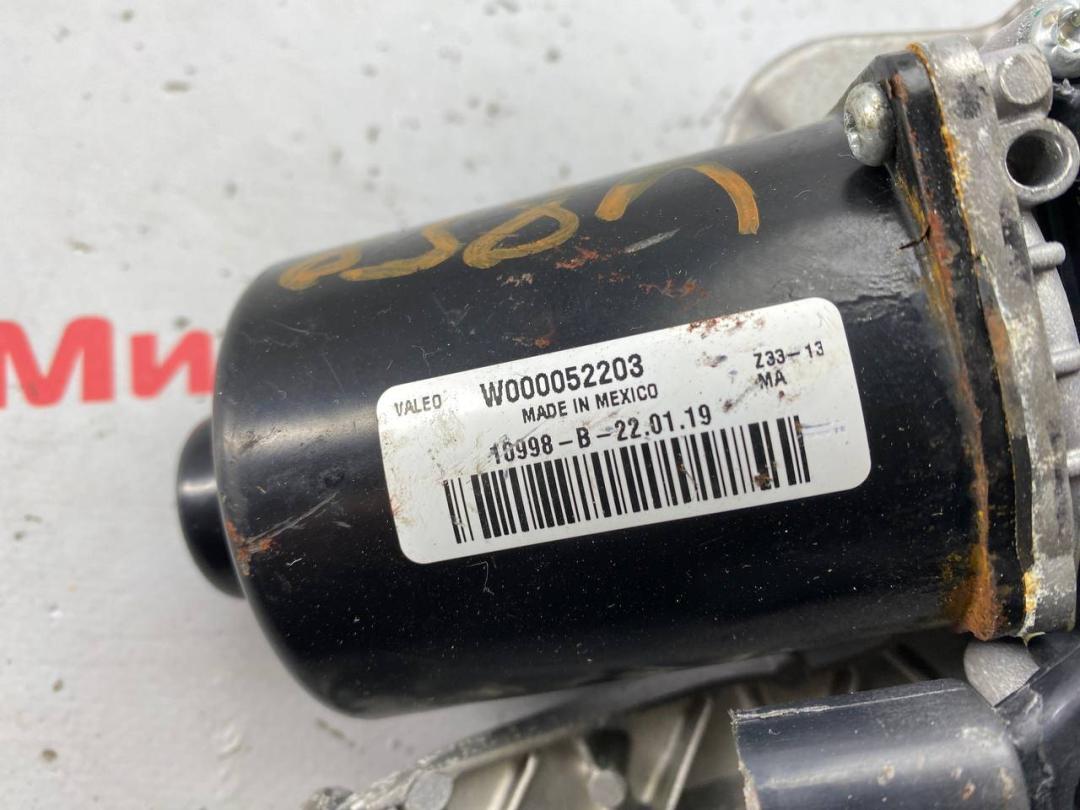 Ми
VALEO W000052203 Z33-13
MADE IN MEXICO MA
10998-B-22.01.19